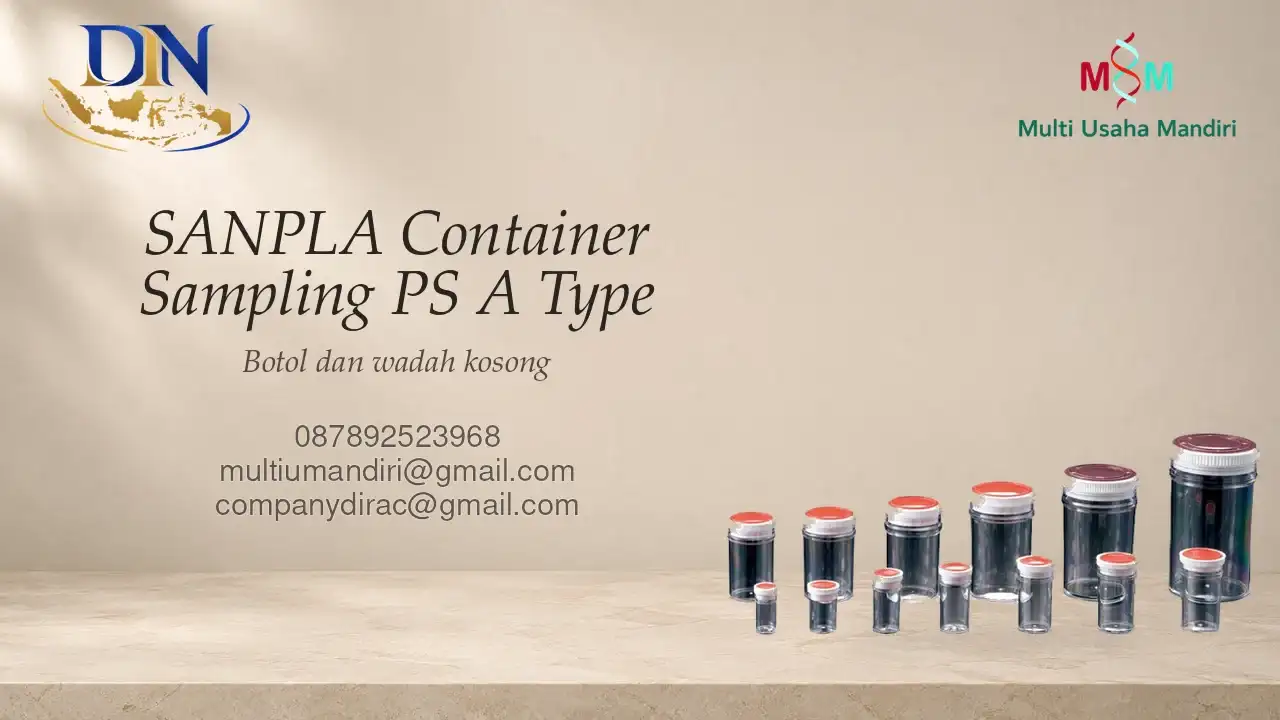 DIN
MSM
Multi Usaha Mandiri
SANPLA Container
Sampling PS A Type
Botol dan wadah kosong
087892523968
multiumandiri@gmail.com
companydirac@gmail.com